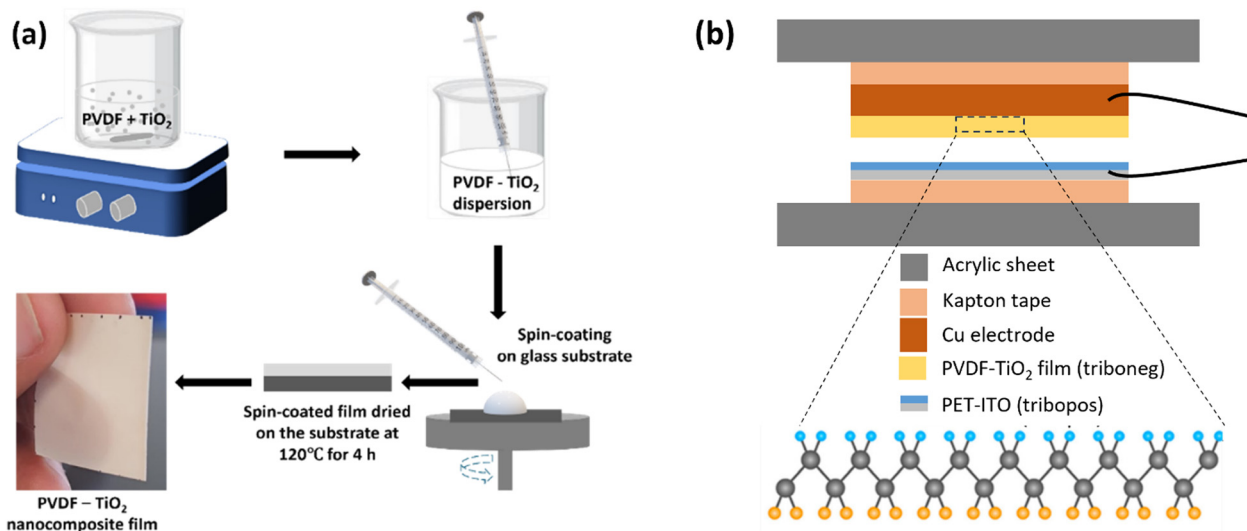 (a)
PVDF + TiO₂
PVDF - TiO₂
dispersion
Spin-coating
on glass substrate
Spin-coated film dried
on the substrate at
120℃ for 4 h
PVDF – TiO₂
nanocomposite film
(b)
Acrylic sheet
Kapton tape
Cu electrode
PVDF-TiO₂ film (triboneg)
PET-ITO (tribopos)